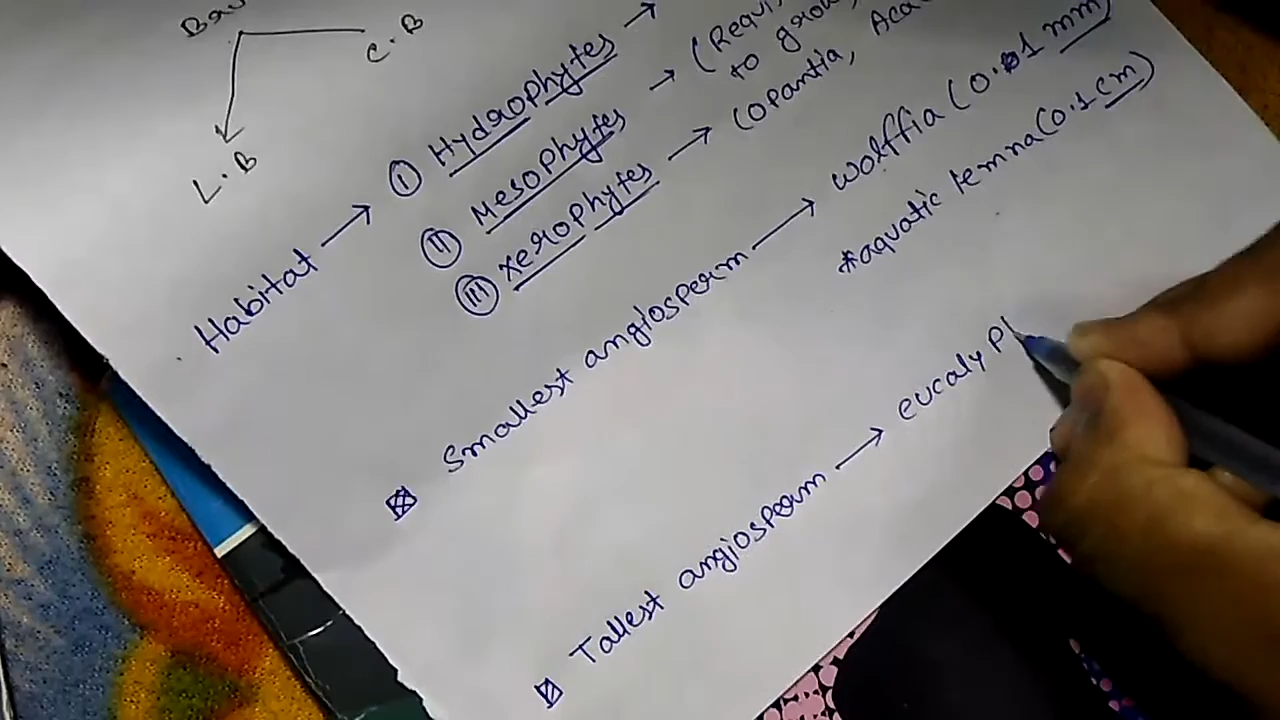 C.B
L.B
Habitat → (I) Hydrophytes →
(II) Mesophytes → (Requi
to grow,
(III) Xerophytes → (Opantia, Aca
Smallest angiosperm → wolffia (0.1 mm)
*aquatic lemna (0.1 cm)
Tallest angiosperm → eucalyp